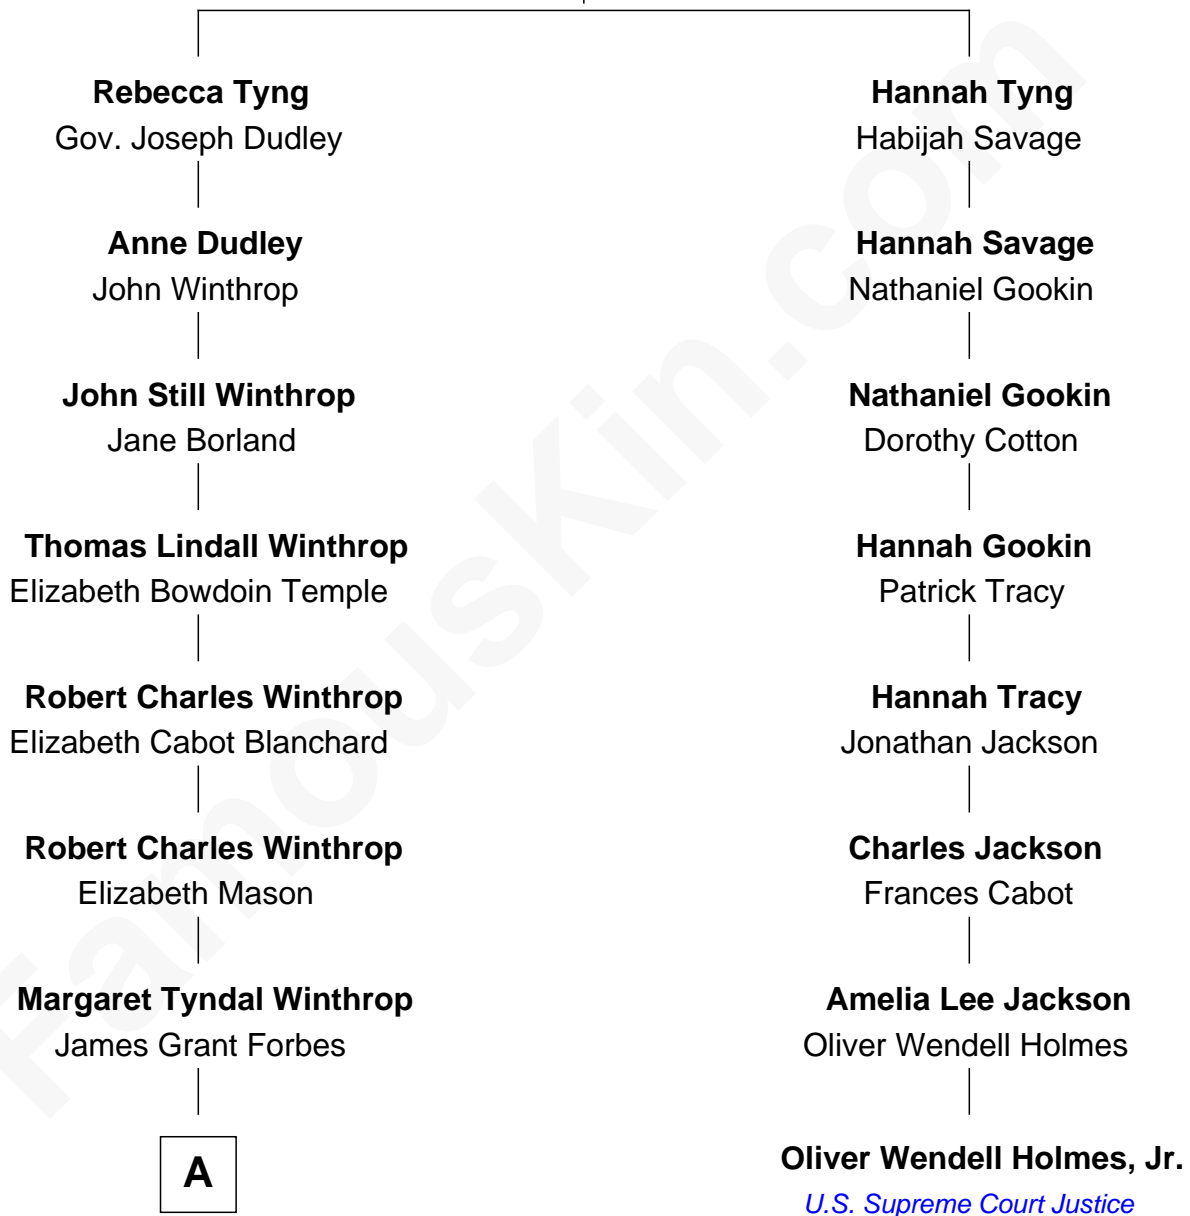 Rebecca Tyng
Gov. Joseph Dudley
Anne Dudley
John Winthrop
John Still Winthrop
Jane Borland
Thomas Lindall Winthrop
Elizabeth Bowdoin Temple
Robert Charles Winthrop
Elizabeth Cabot Blanchard
Robert Charles Winthrop
Elizabeth Mason
Margaret Tyndal Winthrop
James Grant Forbes
A
Hannah Tyng
Habijah Savage
Hannah Savage
Nathaniel Gookin
Nathaniel Gookin
Dorothy Cotton
Hannah Gookin
Patrick Tracy
Hannah Tracy
Jonathan Jackson
Charles Jackson
Frances Cabot
Amelia Lee Jackson
Oliver Wendell Holmes
Oliver Wendell Holmes, Jr.
U.S. Supreme Court Justice
FamousKin.com